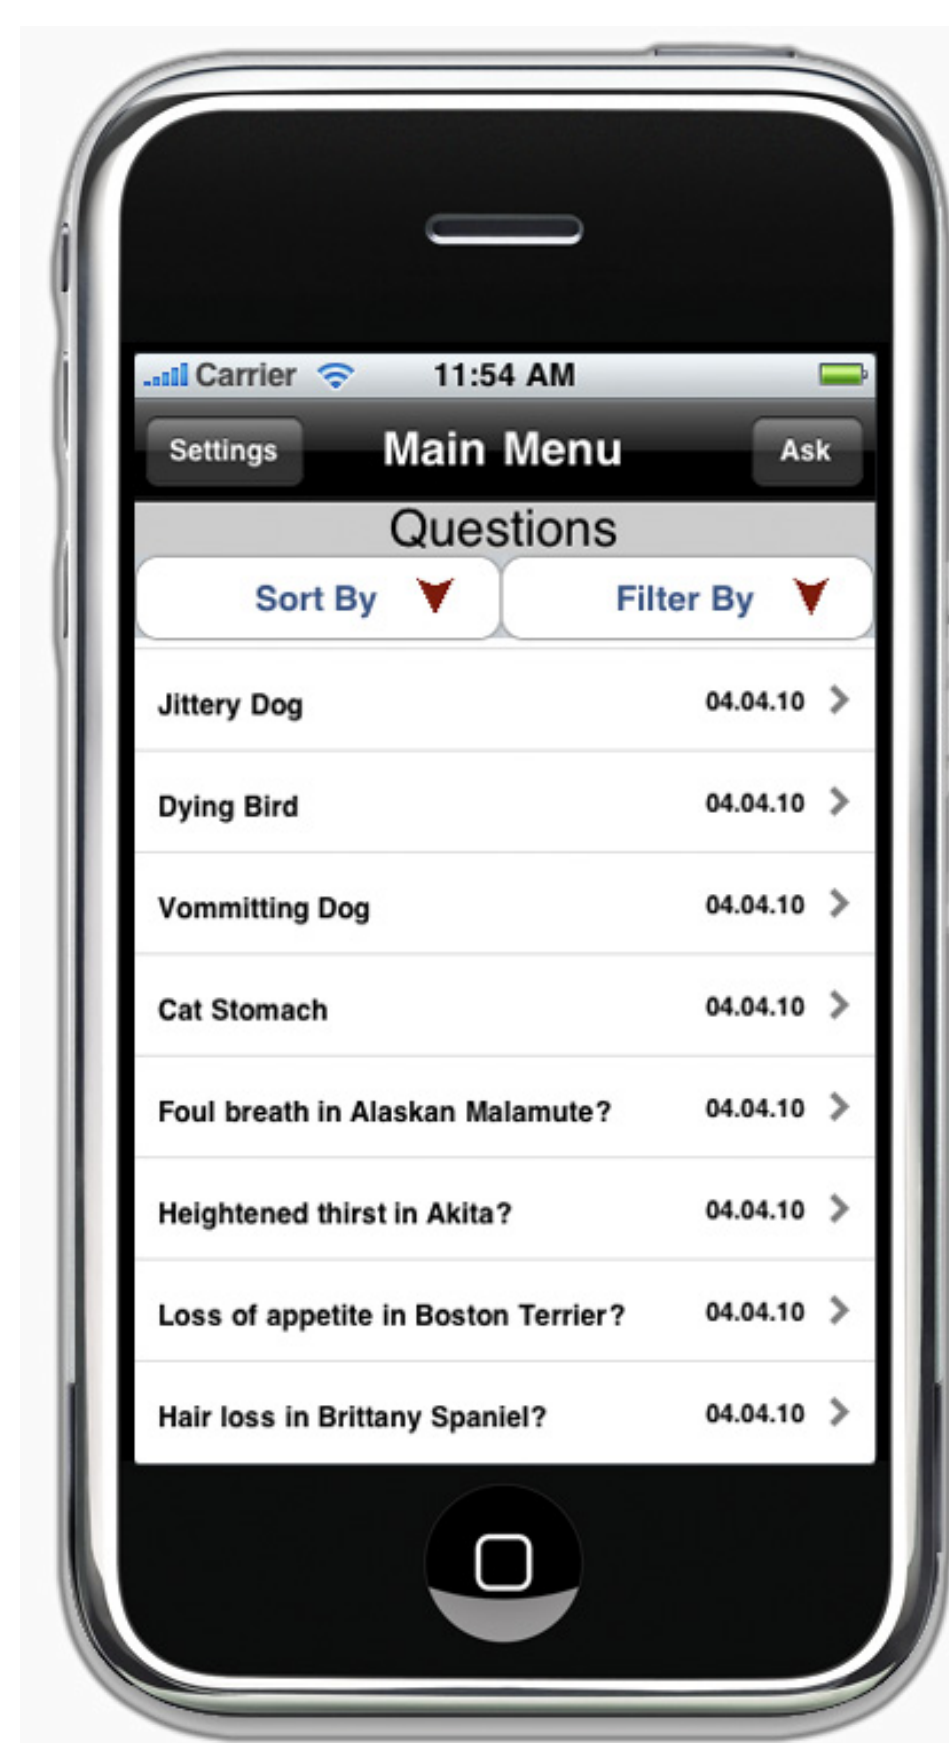 Carrier 11:54 AM
Settings Main Menu Ask
Questions
Sort By Filter By
Jittery Dog 04.04.10
Dying Bird 04.04.10
Vommitting Dog 04.04.10
Cat Stomach 04.04.10
Foul breath in Alaskan Malamute? 04.04.10
Heightened thirst in Akita? 04.04.10
Loss of appetite in Boston Terrier? 04.04.10
Hair loss in Brittany Spaniel? 04.04.10